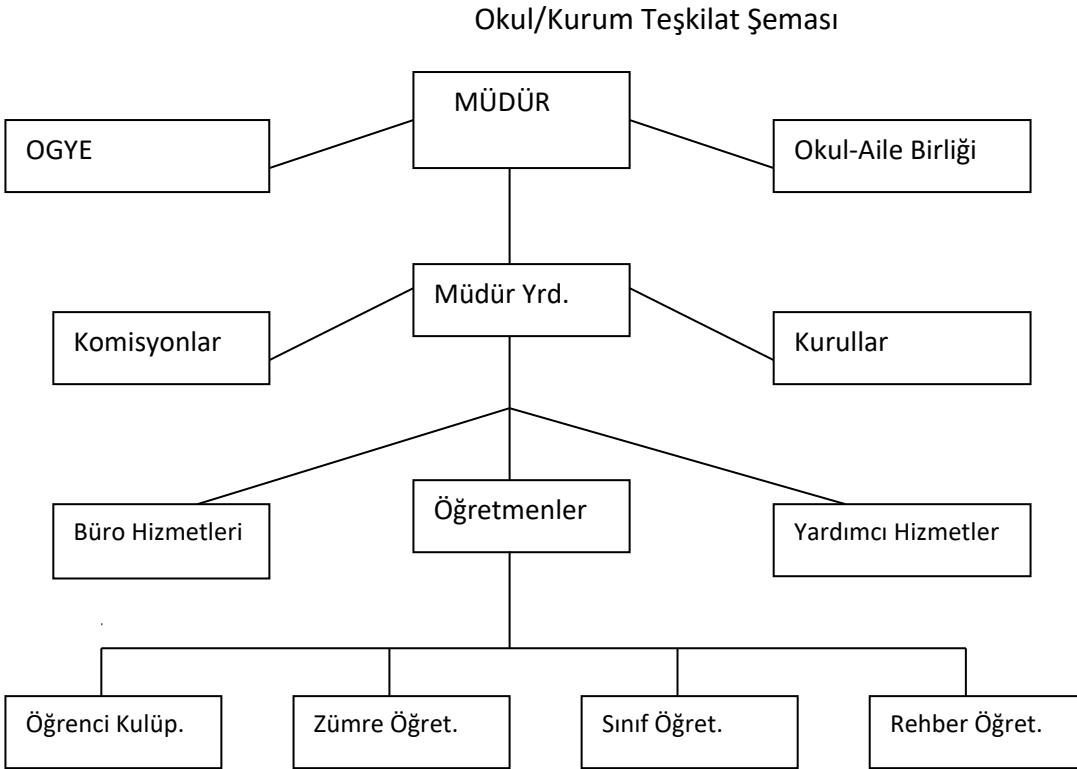 Okul/Kurum Teşkilat Şeması
MÜDÜR
OGYE
Okul-Aile Birliği
Müdür Yrd.
Komisyonlar
Kurullar
Büro Hizmetleri
Öğretmenler
Yardımcı Hizmetler
Öğrenci Kulüp.
Zümre Öğret.
Sınıf Öğret.
Rehber Öğret.